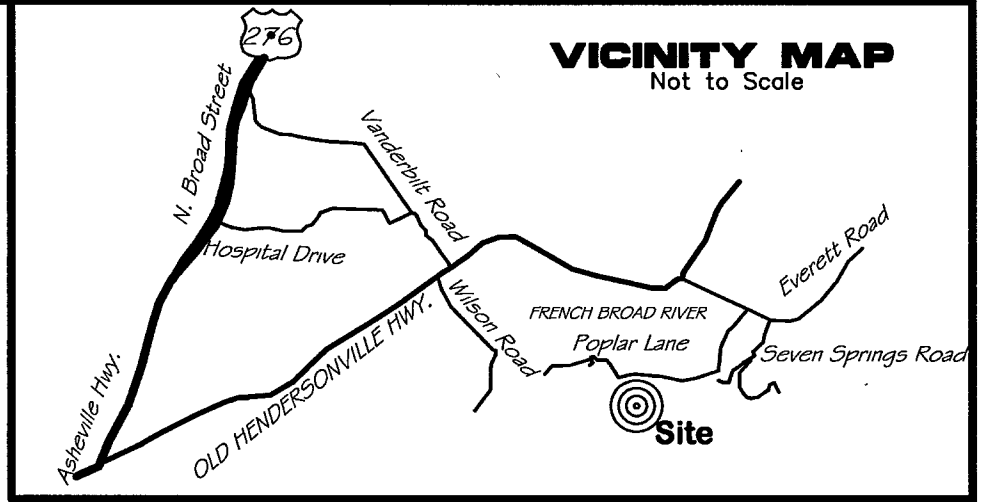 276
VICINITY MAP
Not to Scale
N. Broad Street
Vanderbilt Road
Hospital Drive
Everett Road
Wilson Road
FRENCH BROAD RIVER
Poplar Lane
Seven Springs Road
Asheville Hwy.
OLD HENDERSONVILLE HWY.
Site